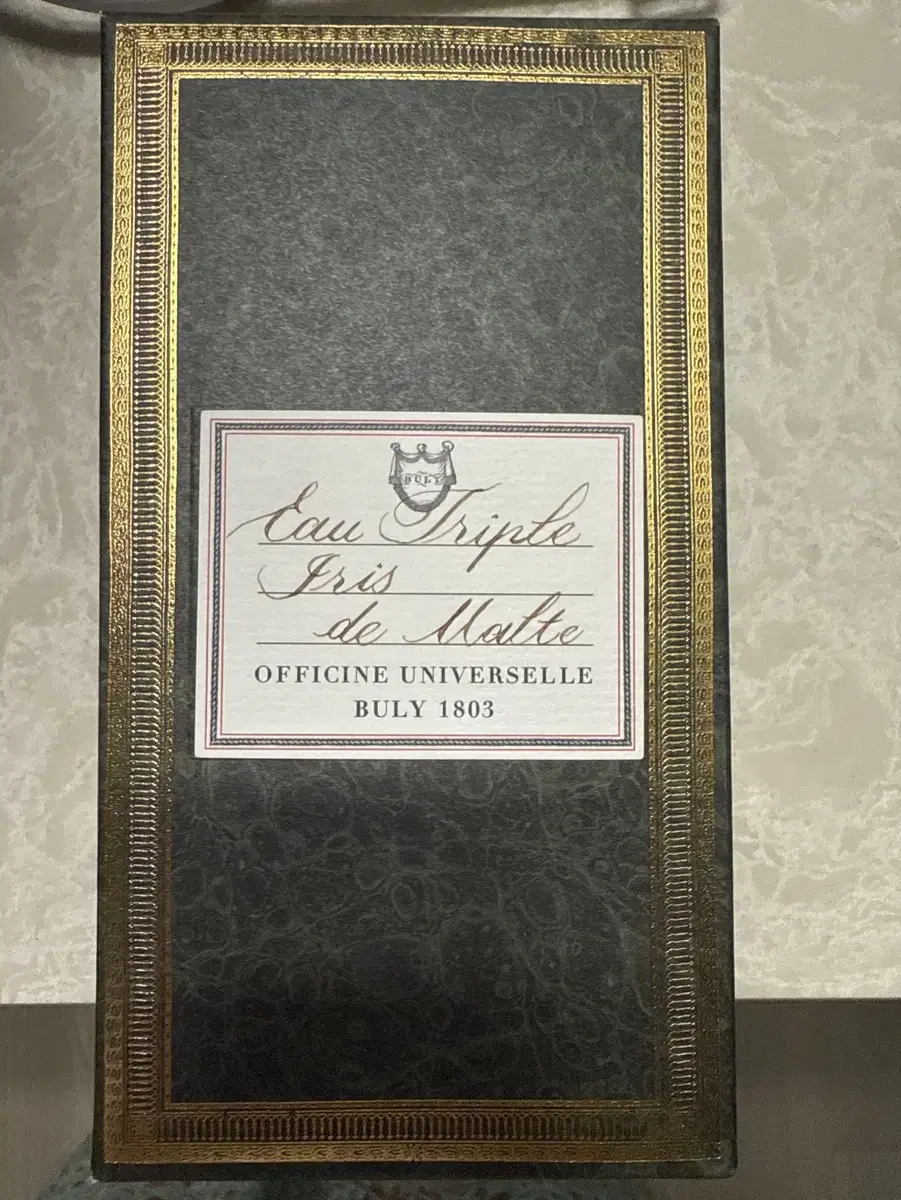 BULY
Eau Triple
Iris
de Malte
OFFICINE UNIVERSELLE
BULY 1803